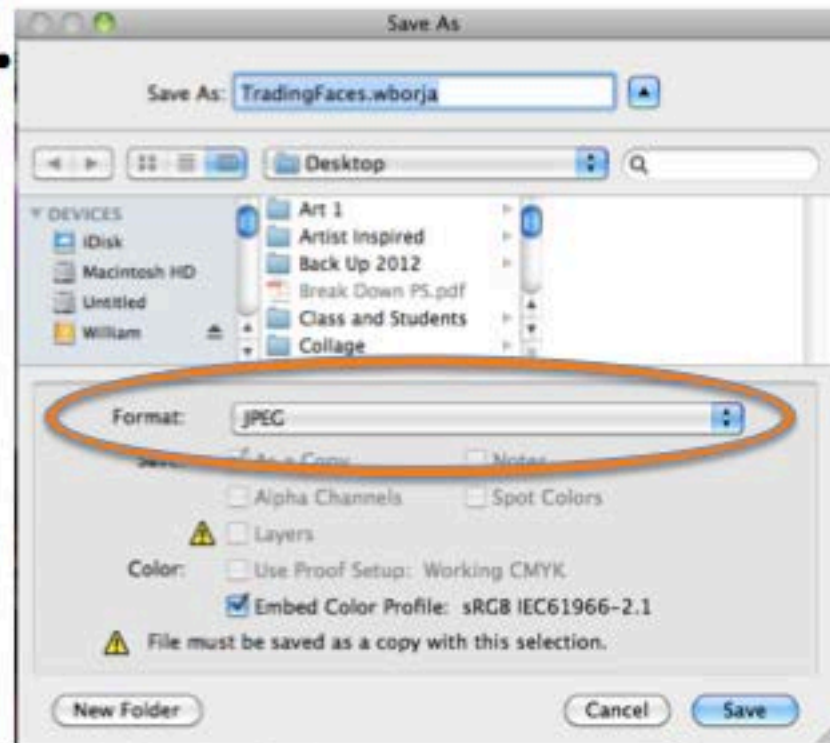 Save As
Save As: TradingFaces.wborja
Desktop
DEVICES
iDisk
Macintosh HD
Untitled
William
Art 1
Artist Inspired
Back Up 2012
Break Down PS.pdf
Class and Students
Collage
Format: JPEG
Save: As a Copy Notes
Alpha Channels Spot Colors
Layers
Color: Use Proof Setup: Working CMYK
Embed Color Profile: sRGB IEC61966-2.1
File must be saved as a copy with this selection.
New Folder Cancel Save